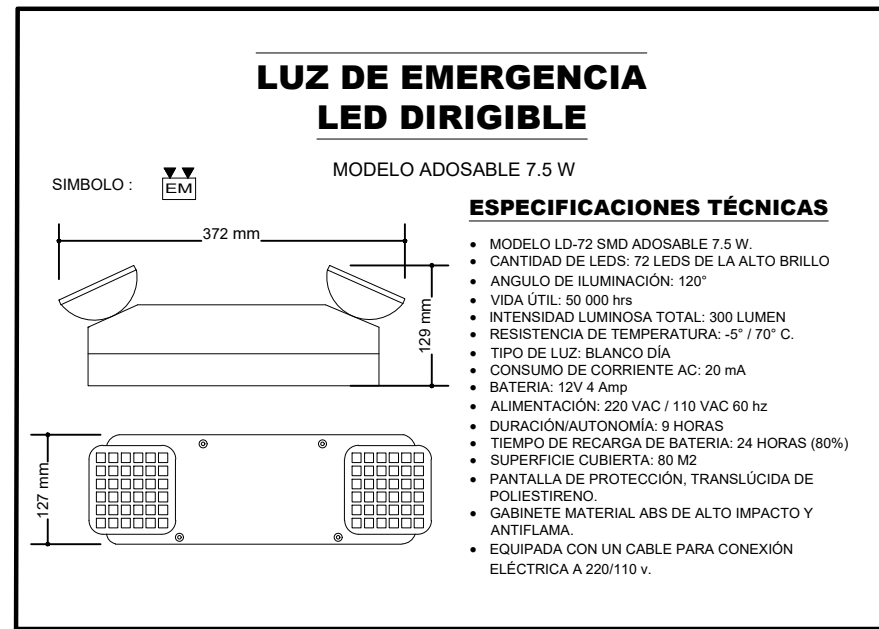 LUZ DE EMERGENCIA
LED DIRIGIBLE
MODELO ADOSABLE 7.5 W
SIMBOLO :
EM
372 mm
129 mm
127 mm
ESPECIFICACIONES TÉCNICAS
• MODELO LD-72 SMD ADOSABLE 7.5 W.
• CANTIDAD DE LEDS: 72 LEDS DE LA ALTO BRILLO
• ANGULO DE ILUMINACIÓN: 120°
• VIDA ÚTIL: 50 000 hrs
• INTENSIDAD LUMINOSA TOTAL: 300 LUMEN
• RESISTENCIA DE TEMPERATURA: -5° / 70° C.
• TIPO DE LUZ: BLANCO DÍA
• CONSUMO DE CORRIENTE AC: 20 mA
• BATERIA: 12V 4 Amp
• ALIMENTACIÓN: 220 VAC / 110 VAC 60 hz
• DURACIÓN/AUTONOMÍA: 9 HORAS
• TIEMPO DE RECARGA DE BATERIA: 24 HORAS (80%)
• SUPERFICIE CUBIERTA: 80 M2
• PANTALLA DE PROTECCIÓN, TRANSLÚCIDA DE
POLIESTIRENO.
• GABINETE MATERIAL ABS DE ALTO IMPACTO Y
ANTIFLAMA.
• EQUIPADA CON UN CABLE PARA CONEXIÓN
ELÉCTRICA A 220/110 v.